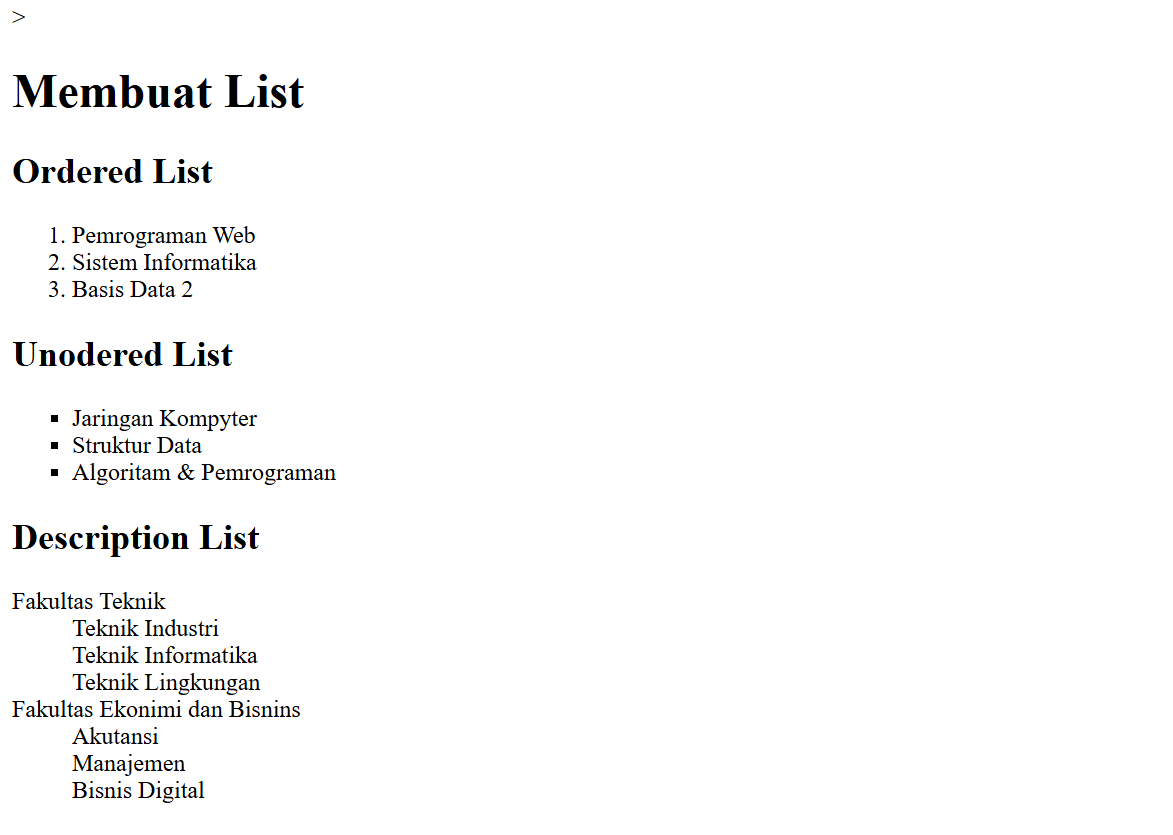 >
Membuat List
Ordered List
1. Pemrograman Web
2. Sistem Informatika
3. Basis Data 2
Unodered List
▪ Jaringan Kompyter
▪ Struktur Data
▪ Algoritam & Pemrograman
Description List
Fakultas Teknik
Teknik Industri
Teknik Informatika
Teknik Lingkungan
Fakultas Ekonimi dan Bisnins
Akutansi
Manajemen
Bisnis Digital